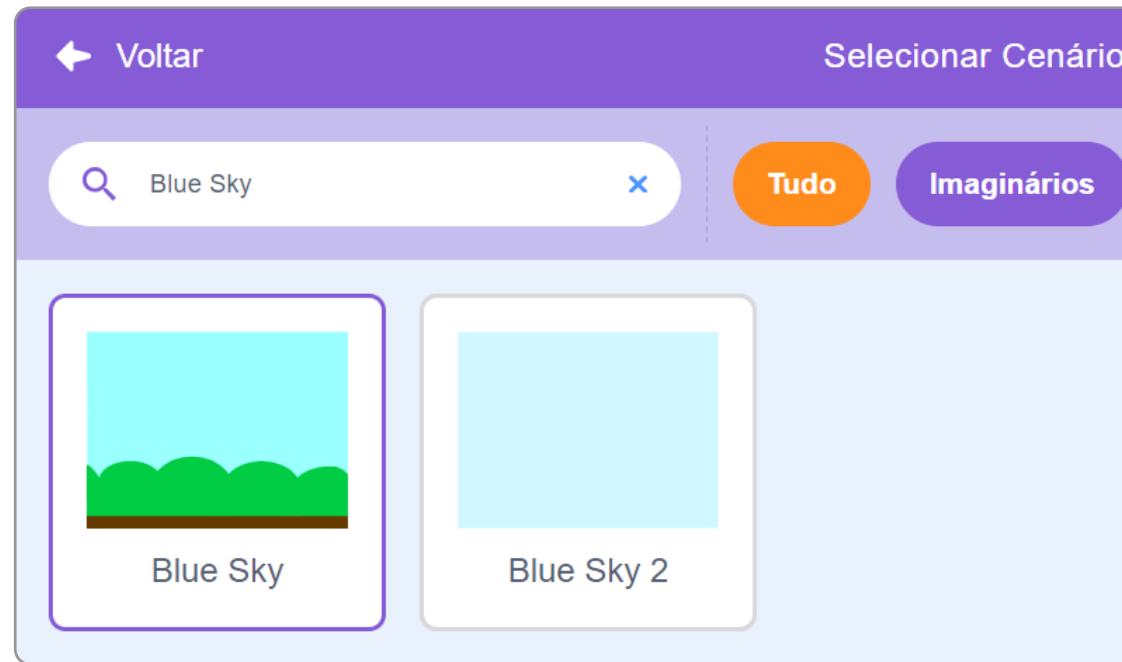 Voltar
Selecionar Cenário
Blue Sky
Tudo
Imaginários
Blue Sky
Blue Sky 2